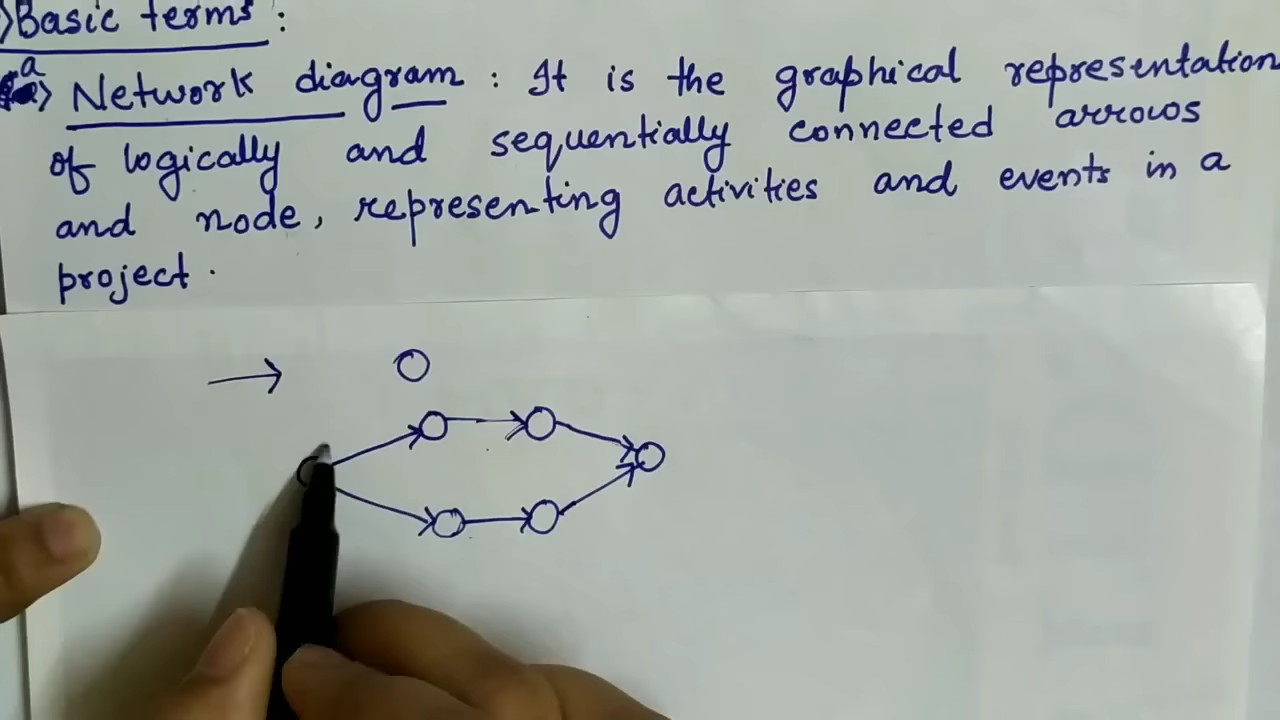 )Basic terms :
a) Network diagram : It is the graphical representation
of logically and sequentially connected arrows
and node, representing activities and events in a
project.